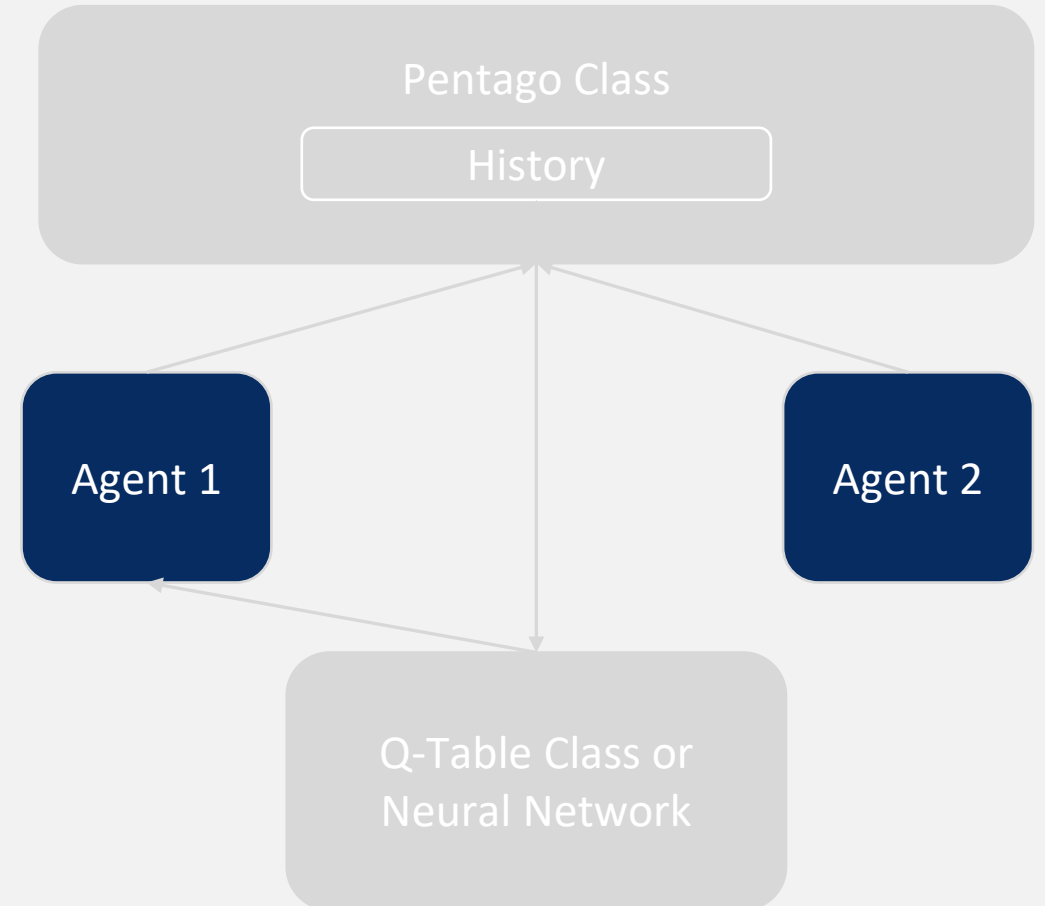 Pentago Class
History
Agent 1
Agent 2
Q-Table Class or
Neural Network